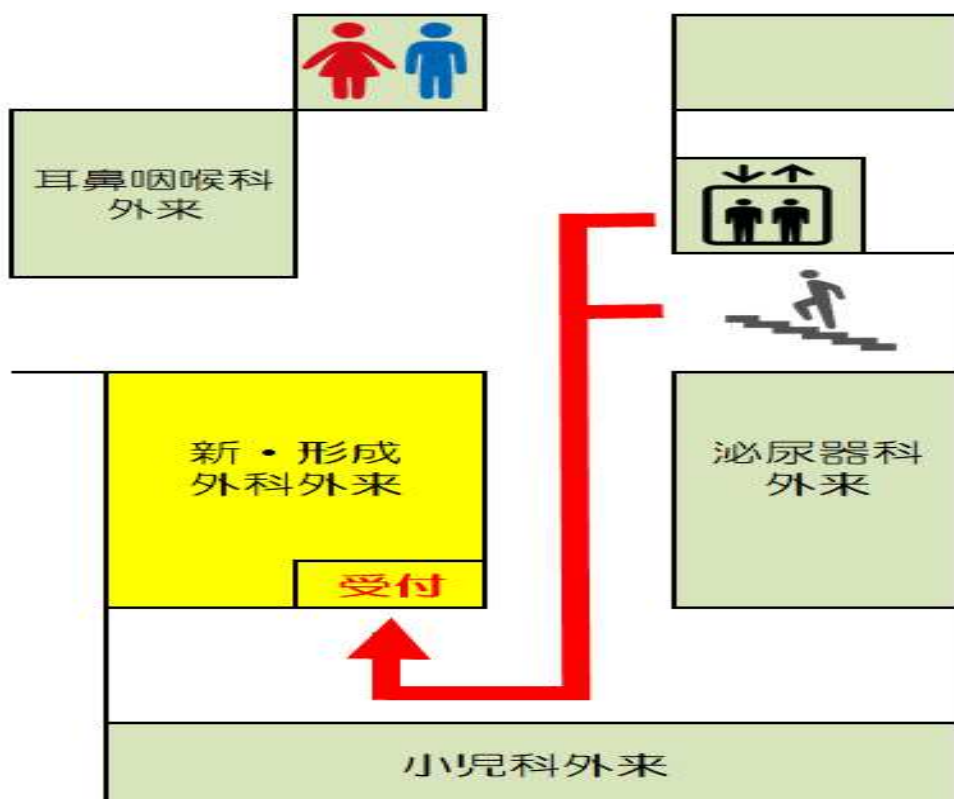 耳鼻咽喉科
外来
新・形成
外科外来
泌尿器科
外来
受付
小児科外来